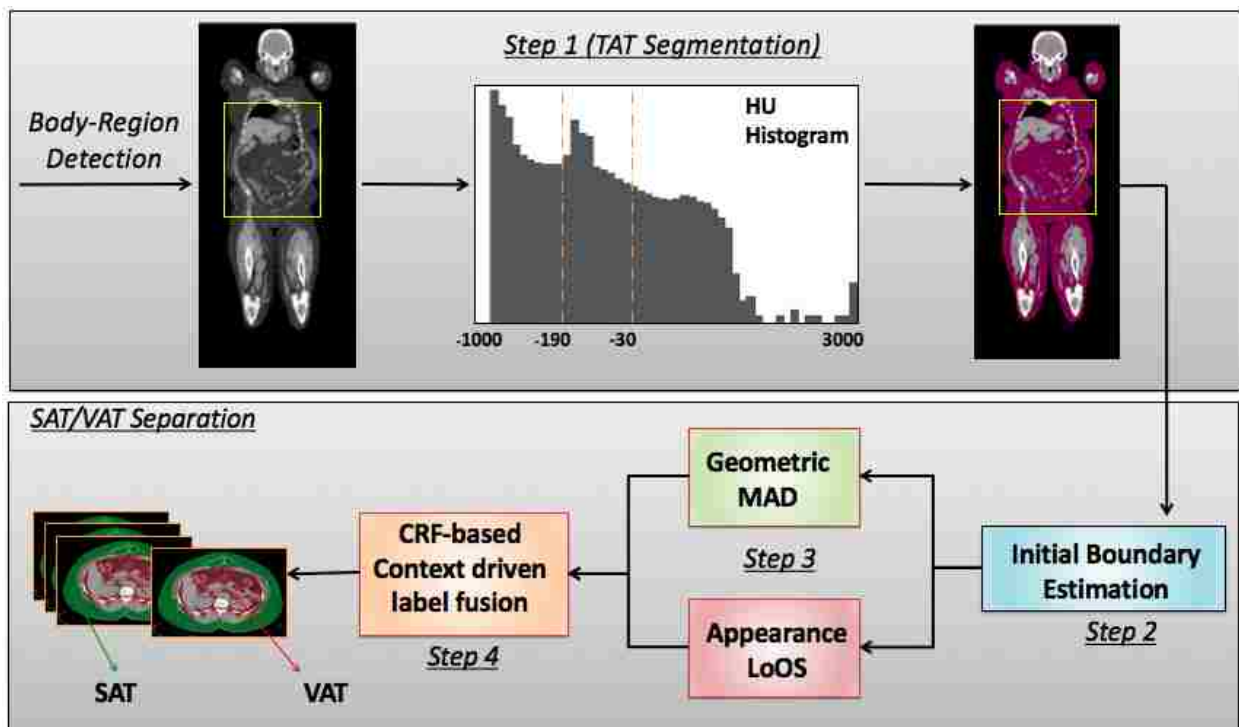 Step 1 (TAT Segmentation)
Body-Region
Detection
HU
Histogram
-1000
-190
-30
3000
SAT/VAT Separation
Geometric
MAD
Step 3
Appearance
LoOS
Initial Boundary
Estimation
Step 2
CRF-based
Context driven
label fusion
Step 4
SAT
VAT